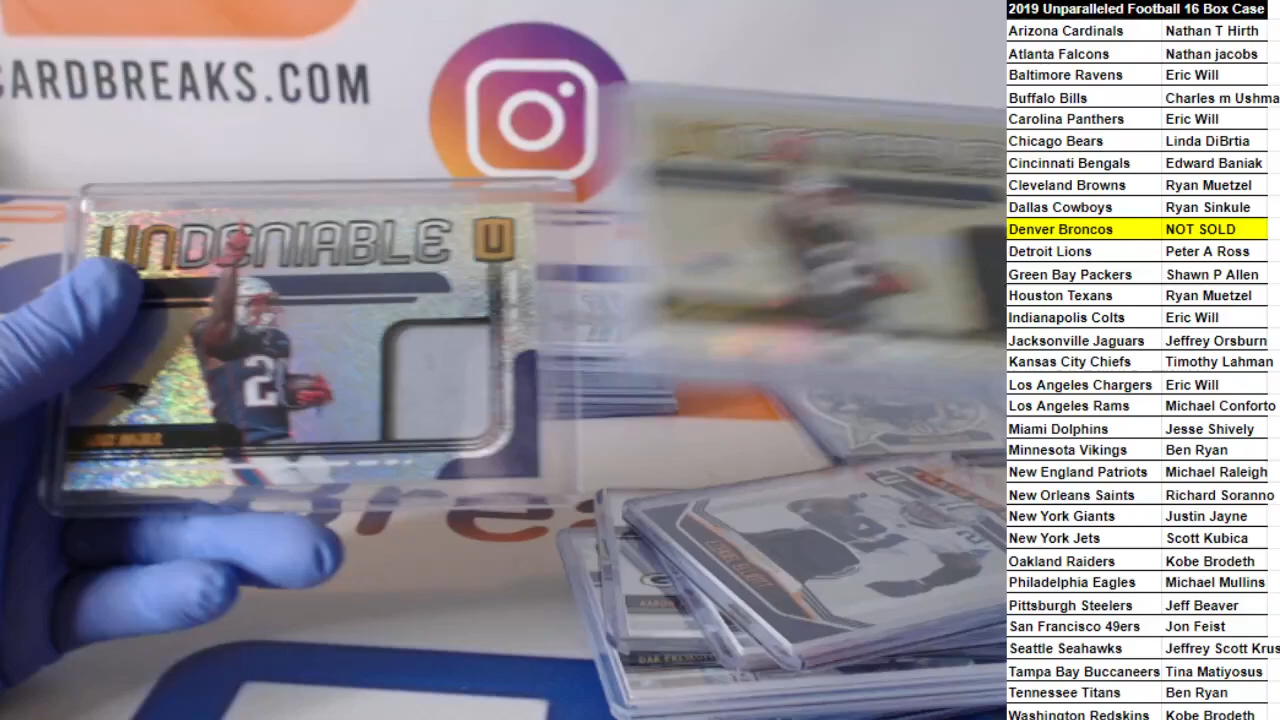 2019 Unparalleled Football 16 Box Case
Arizona Cardinals Nathan T Hirth
Atlanta Falcons Nathan jacobs
Baltimore Ravens Eric Will
Buffalo Bills Charles m Ushma
Carolina Panthers Eric Will
Chicago Bears Linda DiBrtia
Cincinnati Bengals Edward Baniak
Cleveland Browns Ryan Muetzel
Dallas Cowboys Ryan Sinkule
Denver Broncos NOT SOLD
Detroit Lions Peter A Ross
Green Bay Packers Shawn P Allen
Houston Texans Ryan Muetzel
Indianapolis Colts Eric Will
Jacksonville Jaguars Jeffrey Orsburn
Kansas City Chiefs Timothy Lahman
Los Angeles Chargers Eric Will
Los Angeles Rams Michael Conforto
Miami Dolphins Jesse Shively
Minnesota Vikings Ben Ryan
New England Patriots Michael Raleigh
New Orleans Saints Richard Soranno
New York Giants Justin Jayne
New York Jets Scott Kubica
Oakland Raiders Kobe Brodeth
Philadelphia Eagles Michael Mullins
Pittsburgh Steelers Jeff Beaver
San Francisco 49ers Jon Feist
Seattle Seahawks Jeffrey Scott Krus
Tampa Bay Buccaneers Tina Matiyosus
Tennessee Titans Ben Ryan
Washington Redskins Kobe Brodeth
CARDBREAKS.COM
UNDENIABLE U
2